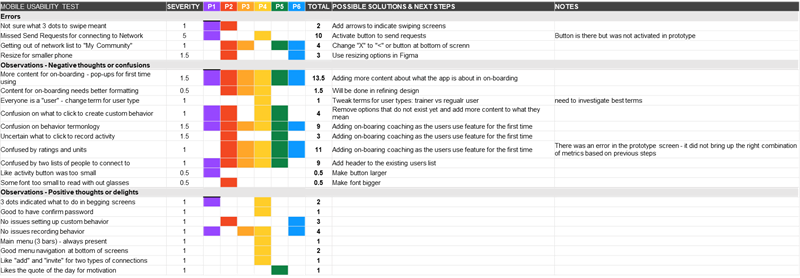 MOBILE USABILITY TEST SEVERITY P1 P2 P3 P4 P5 P6 TOTAL POSSIBLE SOLUTIONS & NEXT STEPS NOTES
Errors
Not sure what 3 dots to swipe meant 1 2 Add arrows to indicate swiping screens
Missed Send Requests for connecting to Network 5 10 Activate button to send requests Button is there but was not activated in prototype
Getting out of network list to "My Community" 1 4 Change "X" to "<" or button at bottom of screnn
Resize for smaller phone 1.5 3 Use resizing options in Figma
Observations - Negative thoughts or confusions
More content for on-boarding - pop-ups for first time
using 1.5 13.5 Adding more content about what the app is about in on-boarding
Content for on-boarding needs better formatting 0.5 1.5 Will be done in refining design
Everyone is a "user" - change term for user type 1 1 Tweak terms for user types: trainer vs regualr user need to investigate best terms
Confusion on what to click to create custom behavior 1 4 Remove options that do not exist yet and add more content to what they
mean
Confusion on behavior termology 1.5 9 Adding on-boaring coaching as the users use feature for the first time
Uncertain what to click to record activity 1.5 3 Adding on-boaring coaching as the users use feature for the first time
Confused by ratings and units 1 11 Adding on-boaring coaching as the users use feature for the first time There was an error in the prototype screen - it did not bring up the right combination
of metrics based on previous steps
Confused by two lists of people to connect to 1 9 Add header to the existing users list
Like activity button was too small 0.5 0.5 Make button larger
Some font too small to read with out glasses 0.5 0.5 Make font bigger
Observations - Positive thoughts or delights
3 dots indicated what to do in begging screens 1 2
Good to have confirm password 1 1
No issues setting up custom behavior 1 3
No issues recording behavior 1 4
Main menu (3 bars) - always present 1 1
Good menu navigation at bottom of screens 1 2
Like "add" and "invite" for two types of connections 1 1
Likes the quote of the day for motivation 1 1